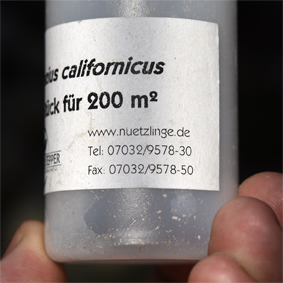 californicus
für 200 m²
www.nuetzlinge.de
Tel: 07032/9578-30
Fax: 07032/9578-50